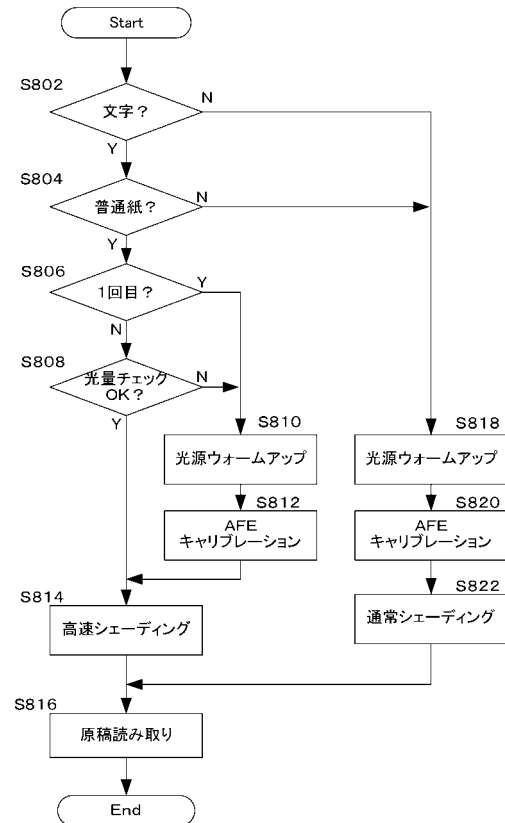 Start
S802
文字？
N
Y
S804
普通紙？
N
Y
S806
1回目？
Y
N
S808
光量チェック
OK？
N
Y
S810
光源ウォームアップ
S818
光源ウォームアップ
S812
AFE
キャリブレーション
S820
AFE
キャリブレーション
S814
高速シェーディング
S822
通常シェーディング
S816
原稿読み取り
End